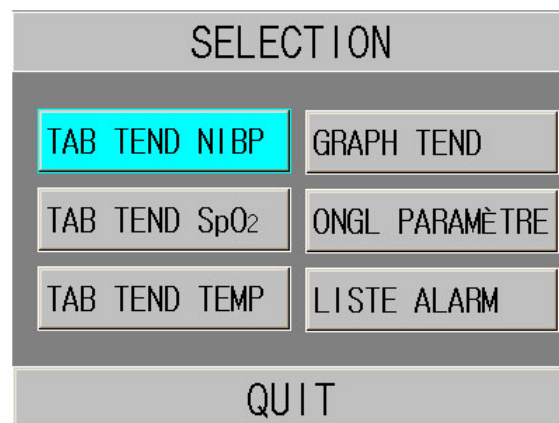 SELECTION
TAB TEND NIBP
GRAPH TEND
TAB TEND SpO₂
ONGL PARAMÈTRE
TAB TEND TEMP
LISTE ALARM
QUIT